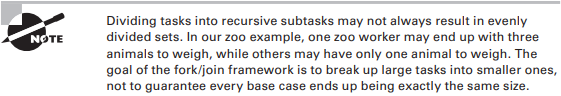 NOTE
Dividing tasks into recursive subtasks may not always result in evenly
divided sets. In our zoo example, one zoo worker may end up with three
animals to weigh, while others may have only one animal to weigh. The
goal of the fork/join framework is to break up large tasks into smaller ones,
not to guarantee every base case ends up being exactly the same size.